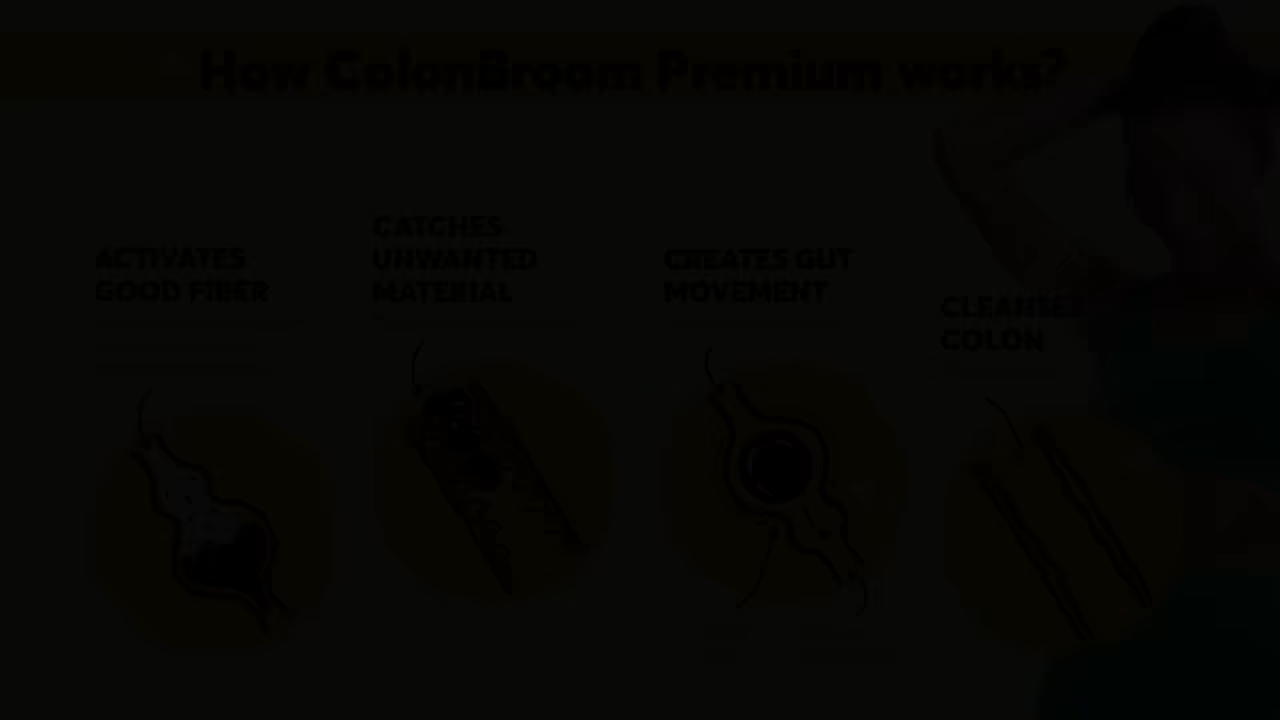 How ColonBroom Premium works?
ACTIVATES
GOOD FIBER
CATCHES
UNWANTED
MATERIAL
CREATES GUT
MOVEMENT
CLEANSES
COLON